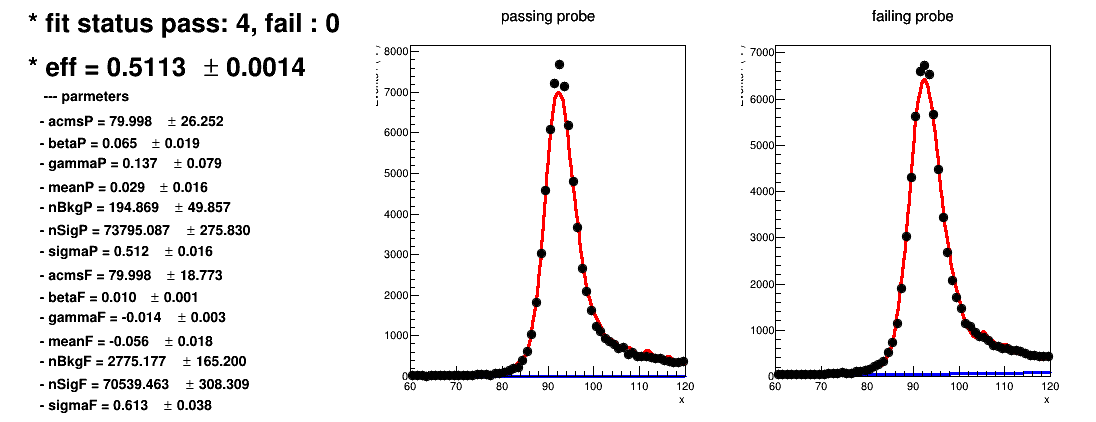 * fit status pass: 4, fail : 0
* eff = 0.5113 ± 0.0014
--- parmeters
- acmsP = 79.998 ± 26.252
- betaP = 0.065 ± 0.019
- gammaP = 0.137 ± 0.079
- meanP = 0.029 ± 0.016
- nBkgP = 194.869 ± 49.857
- nSigP = 73795.087 ± 275.830
- sigmaP = 0.512 ± 0.016
- acmsF = 79.998 ± 18.773
- betaF = 0.010 ± 0.001
- gammaF = -0.014 ± 0.003
- meanF = -0.056 ± 0.018
- nBkgF = 2775.177 ± 165.200
- nSigF = 70539.463 ± 308.309
- sigmaF = 0.613 ± 0.038
passing probe
8000
7000
6000
5000
4000
3000
2000
1000
0
60 70 80 90 100 110 120
x
failing probe
7000
6000
5000
4000
3000
2000
1000
0
60 70 80 90 100 110 120
x